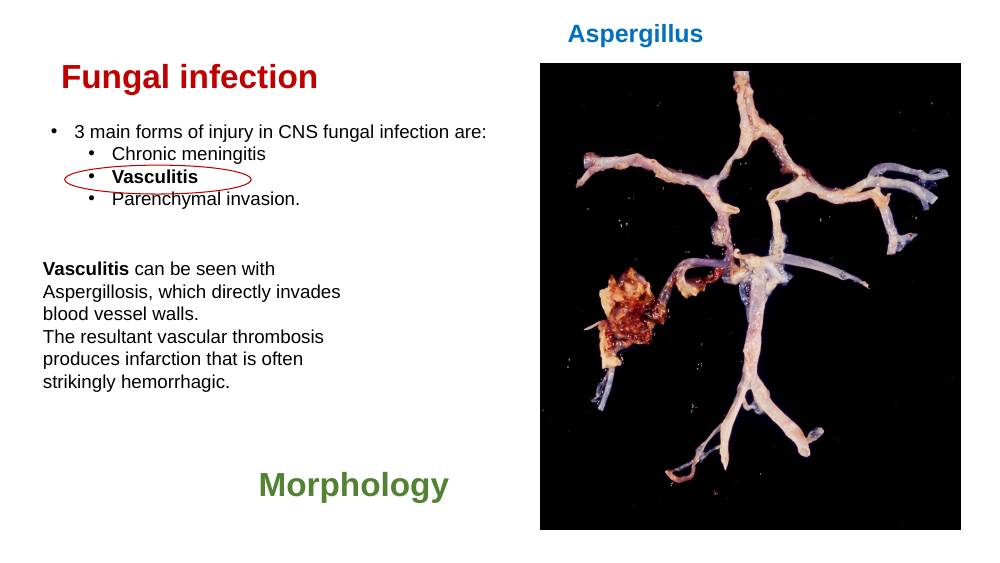 Aspergillus
Fungal infection
• 3 main forms of injury in CNS fungal infection are:
• Chronic meningitis
• Vasculitis
• Parenchymal invasion.
Vasculitis can be seen with
Aspergillosis, which directly invades
blood vessel walls.
The resultant vascular thrombosis
produces infarction that is often
strikingly hemorrhagic.
Morphology